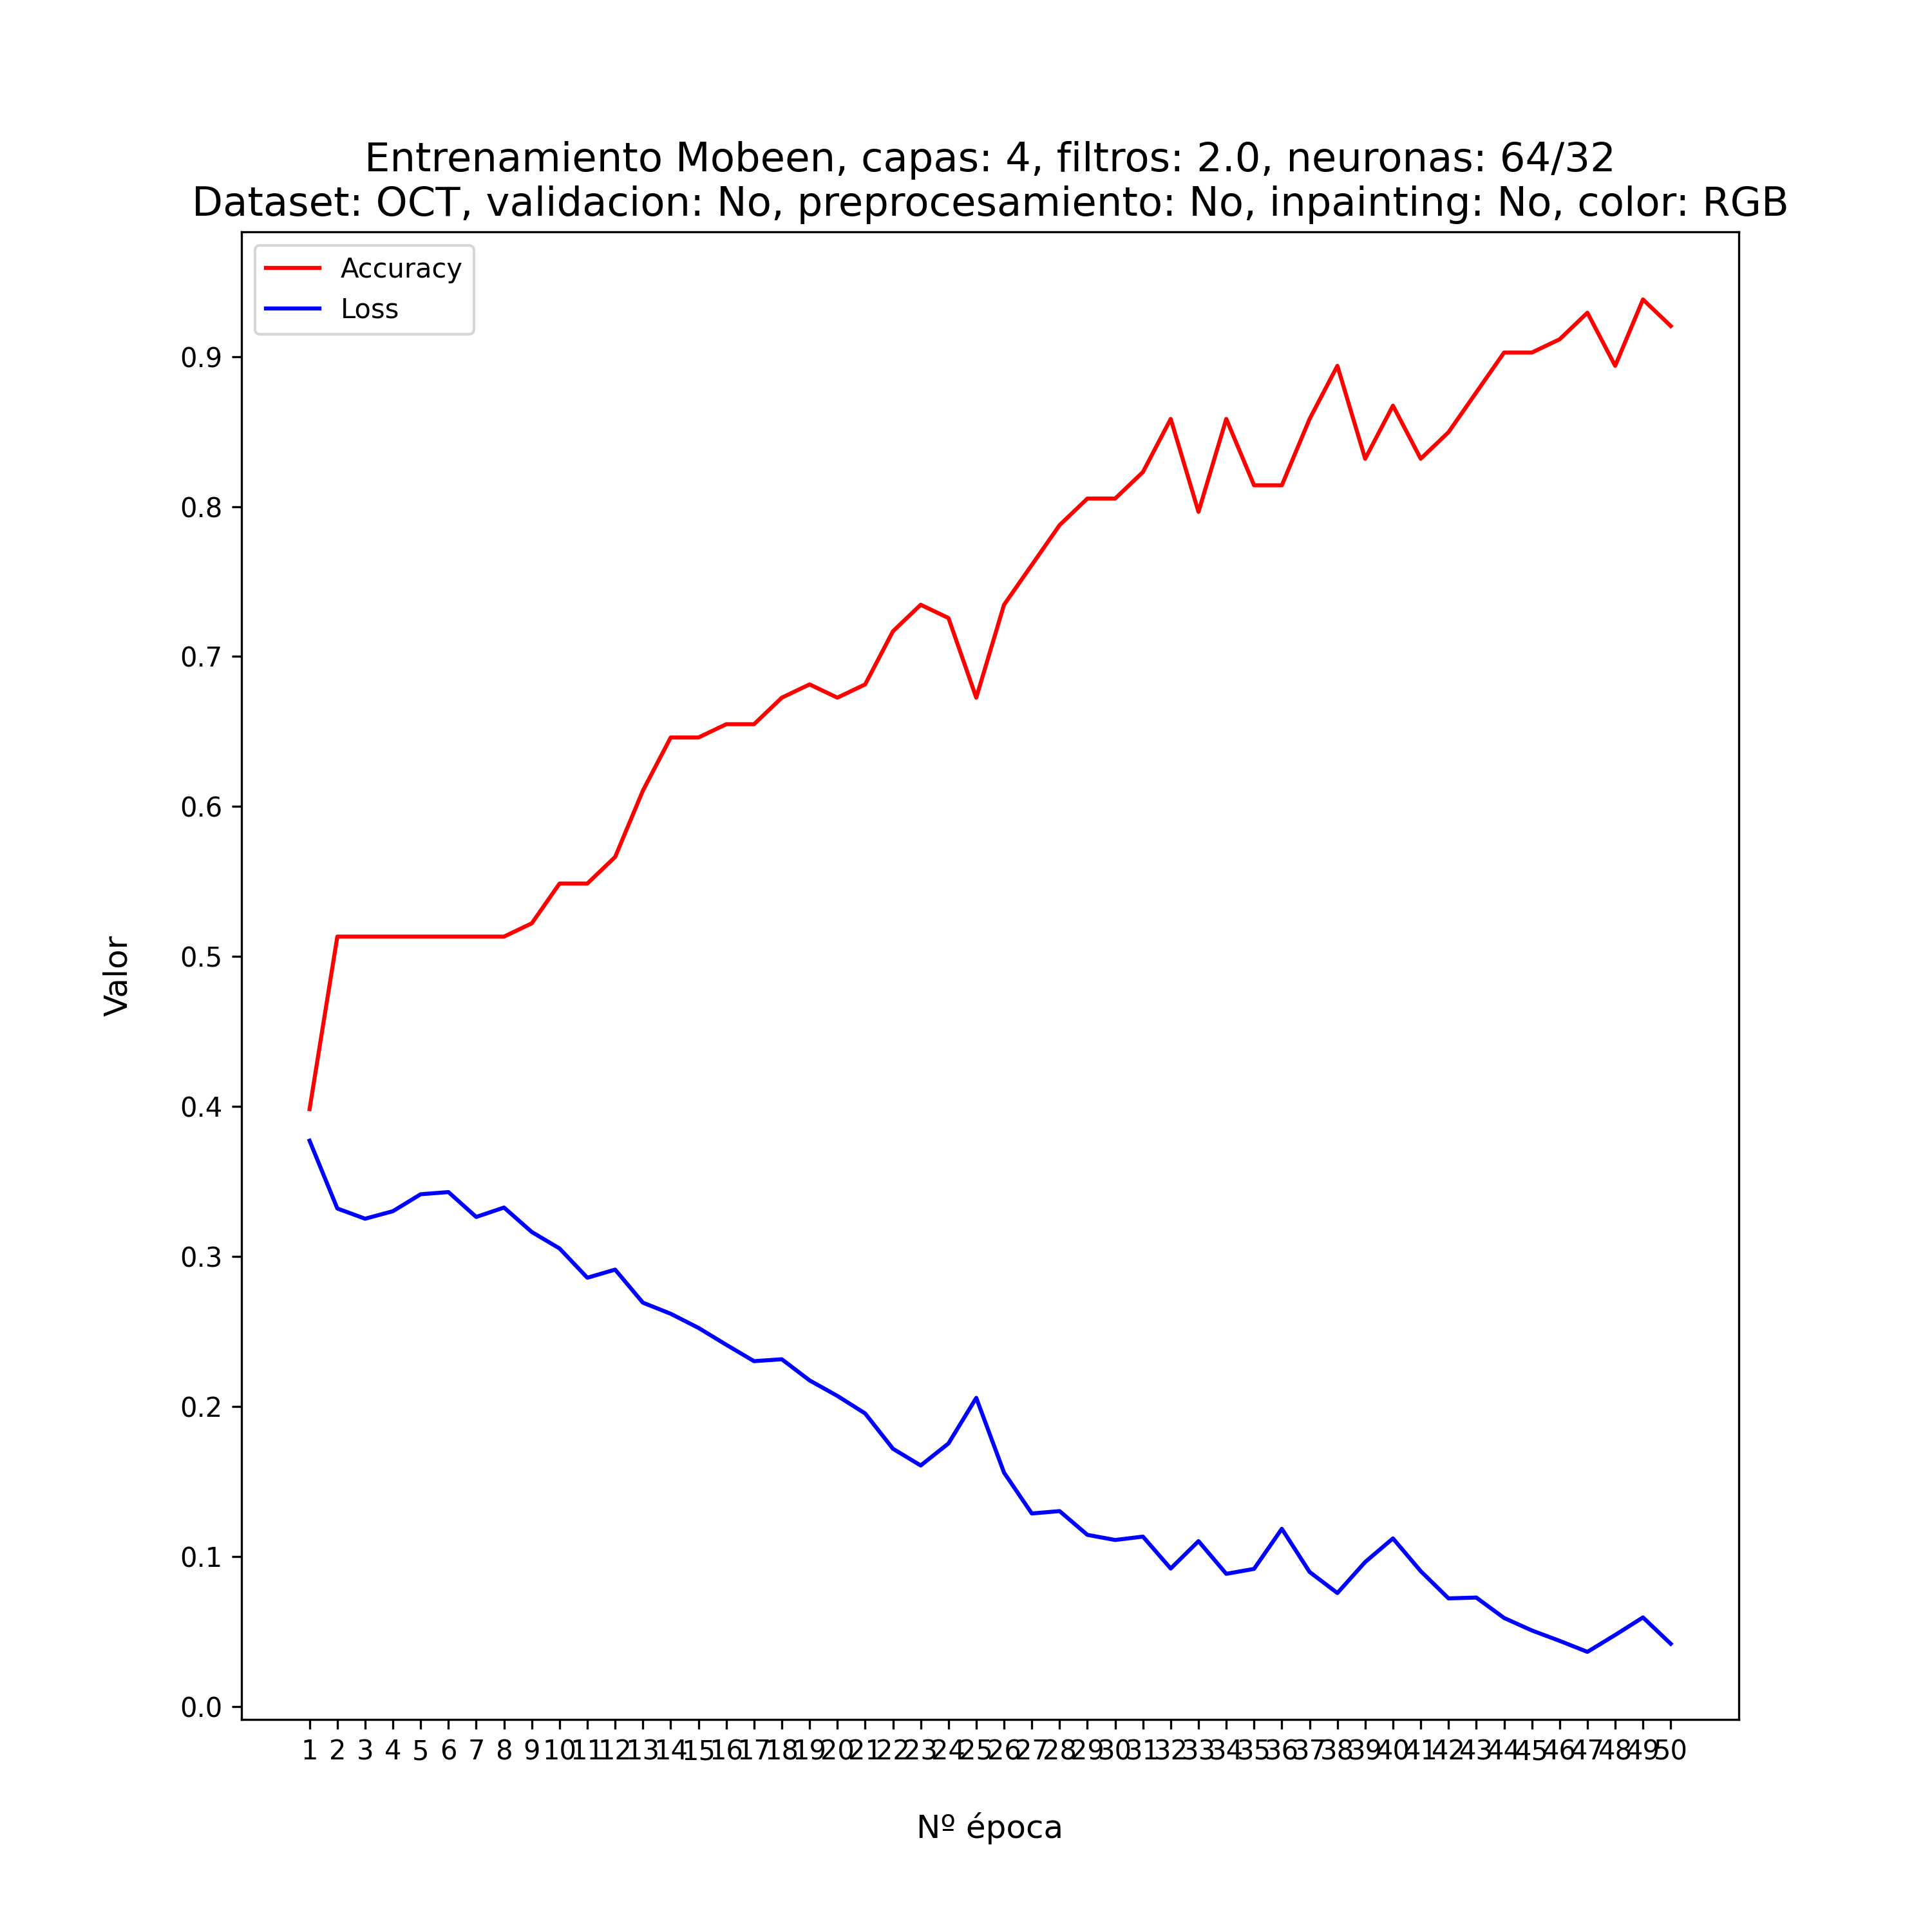 Entrenamiento Mobeen, capas: 4, filtros: 2.0, neuronas: 64/32
Dataset: OCT, validacion: No, preprocesamiento: No, inpainting: No, color: RGB
Accuracy
Loss
0.9
0.8
0.7
0.6
0.5
0.4
0.3
0.2
0.1
0.0
Valor
1 2 3 4 5 6 7 8 9 10 11 12 13 14 15 16 17 18 19 20 21 22 23 24 25 26 27 28 29 30 31 32 33 34 35 36 37 38 39 40 41 42 43 44 45 46 47 48 49 50
Nº época